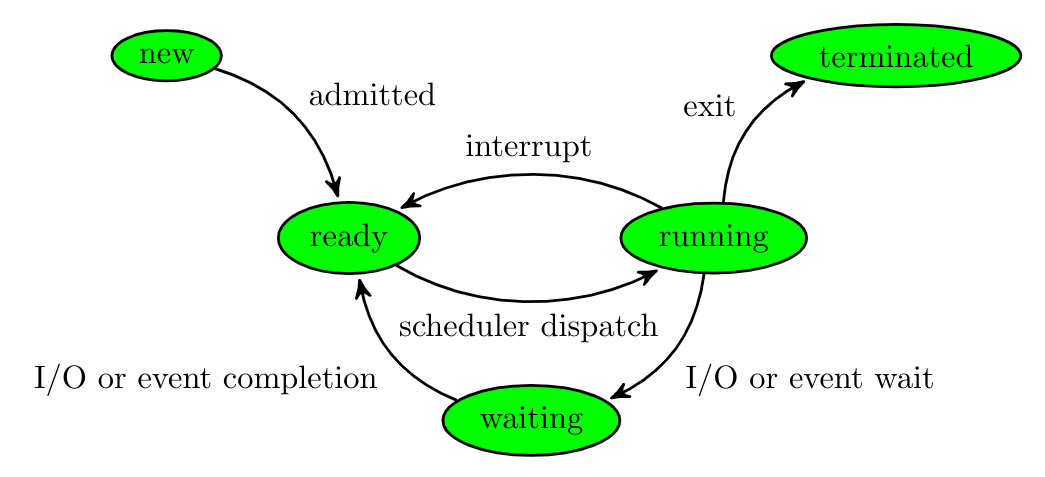 new
terminated
admitted
exit
interrupt
ready
running
scheduler dispatch
I/O or event completion
I/O or event wait
waiting